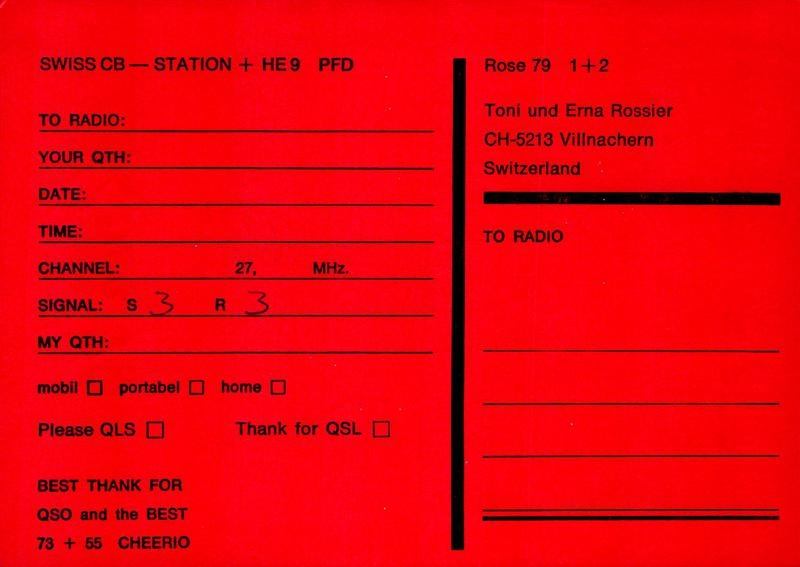 SWISS CB — STATION + HE9 PFD
TO RADIO:
YOUR QTH:
DATE:
TIME:
CHANNEL: 27, MHz.
SIGNAL: S 3 R 3
MY QTH:
mobil □ portabel □ home □
Please QLS □ Thank for QSL □
BEST THANK FOR
QSO and the BEST
73 + 55 CHEERIO
Rose 79 1+2
Toni und Erna Rossier
CH-5213 Villnachern
Switzerland
TO RADIO